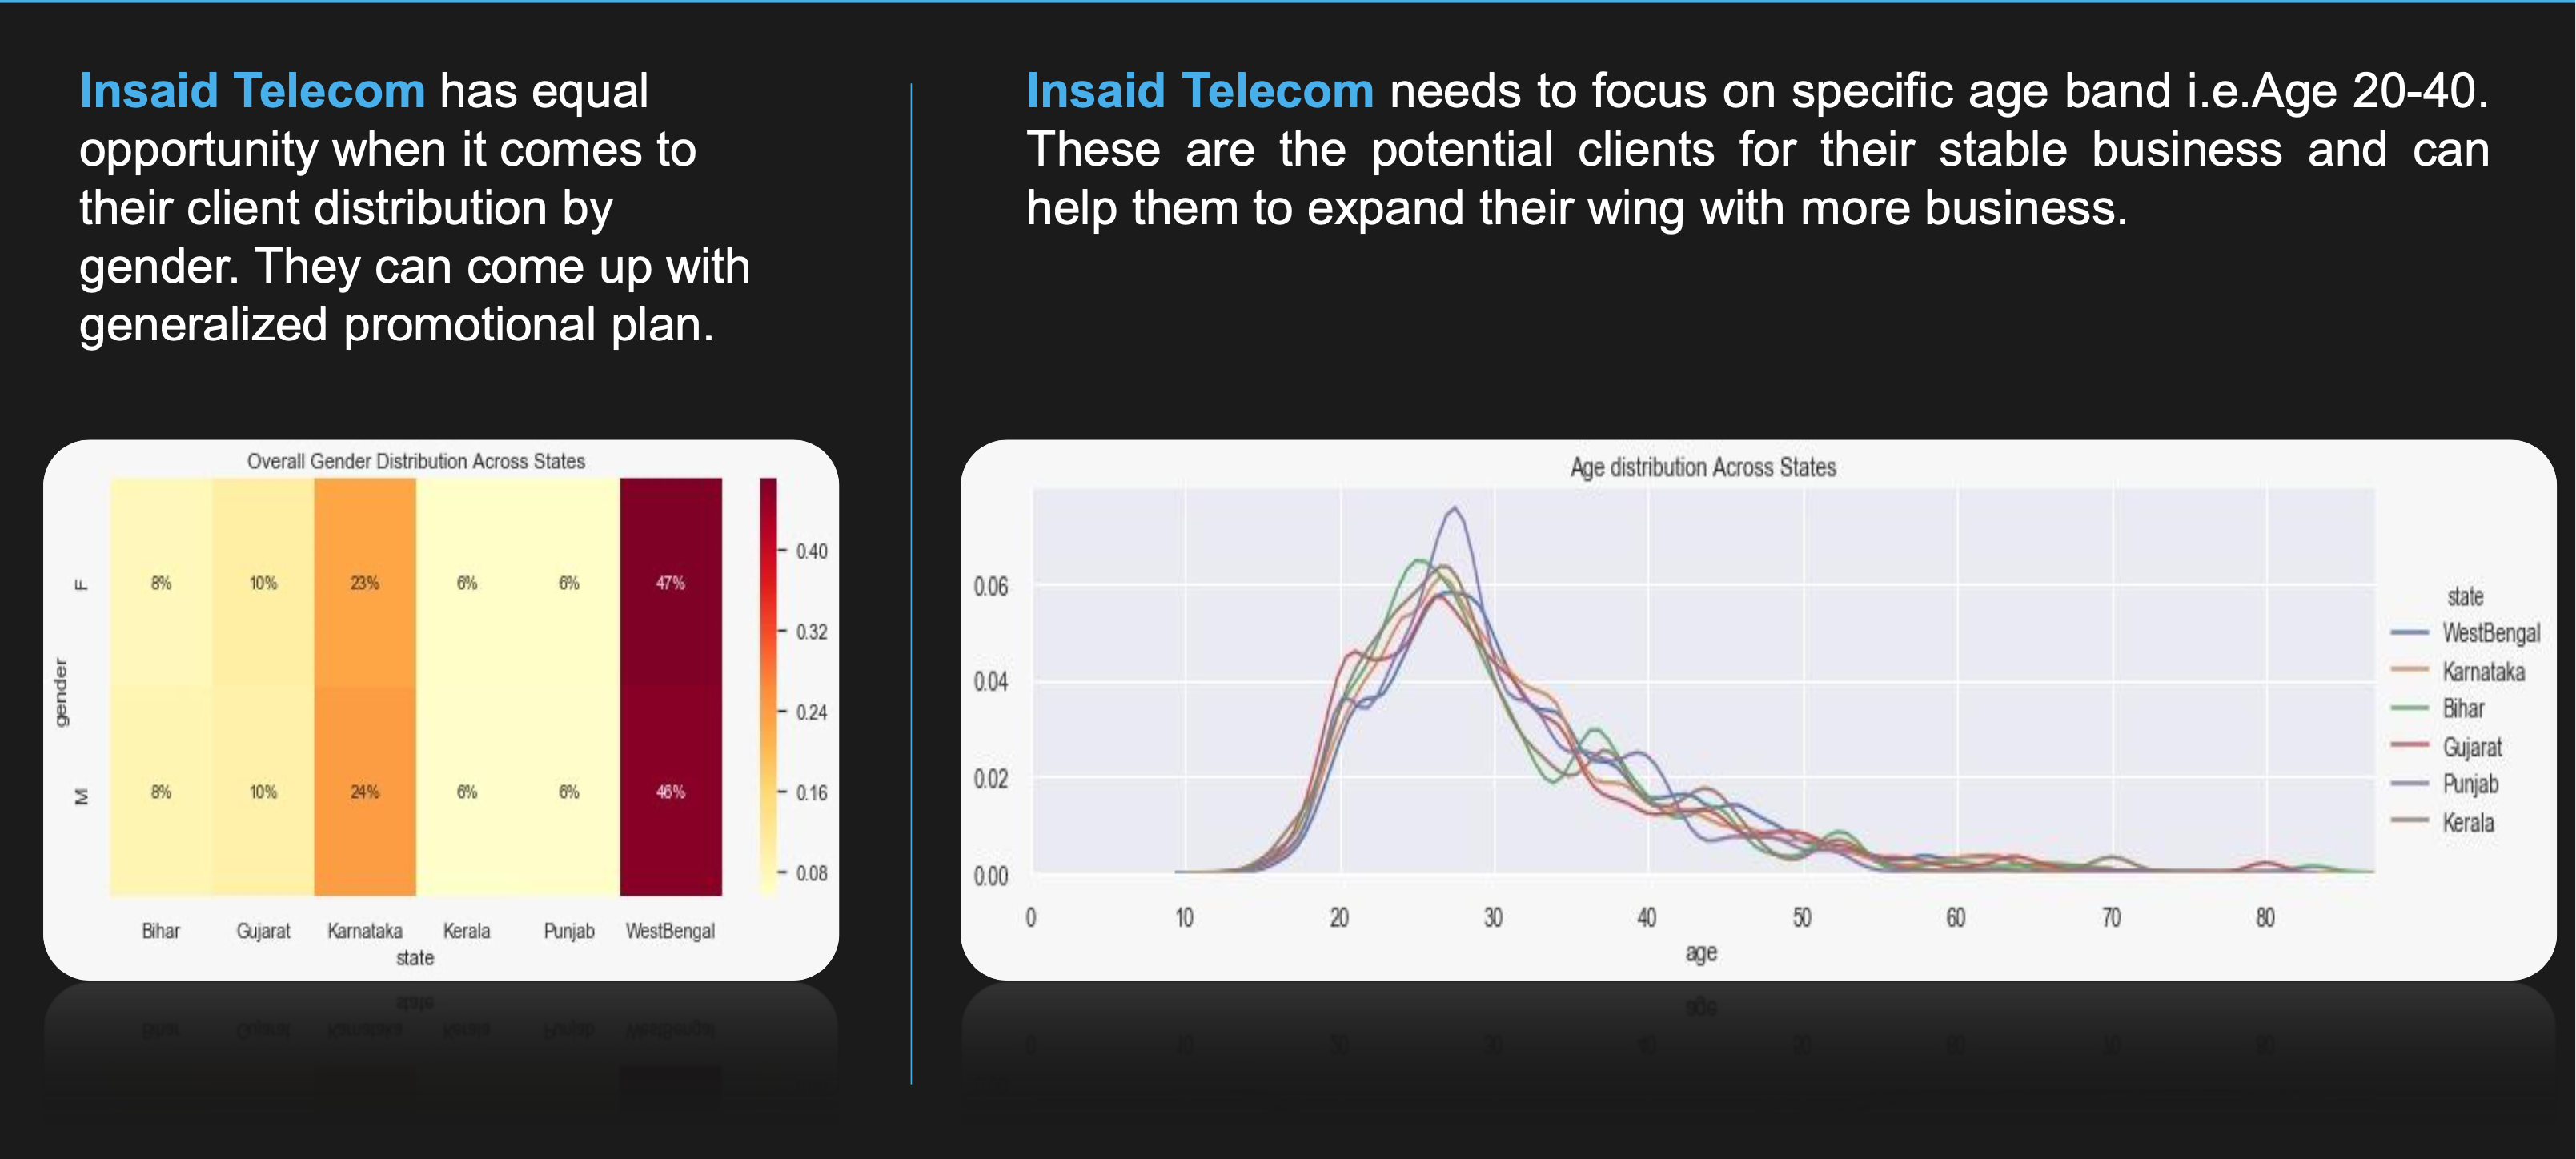 Insaid Telecom has equal
opportunity when it comes to
their client distribution by
gender. They can come up with
generalized promotional plan.
Insaid Telecom needs to focus on specific age band i.e.Age 20-40.
These are the potential clients for their stable business and can
help them to expand their wing with more business.
Overall Gender Distribution Across States
gender
F
8% 10% 23% 6% 6% 47%
M
8% 10% 24% 6% 6% 46%
Bihar Gujarat Karnataka Kerala Punjab WestBengal
state
0.40
0.32
0.24
0.16
0.08
Age distribution Across States
0.06
0.04
0.02
0.00
0 10 20 30 40 50 60 70 80
age
state
WestBengal
Karnataka
Bihar
Gujarat
Punjab
Kerala